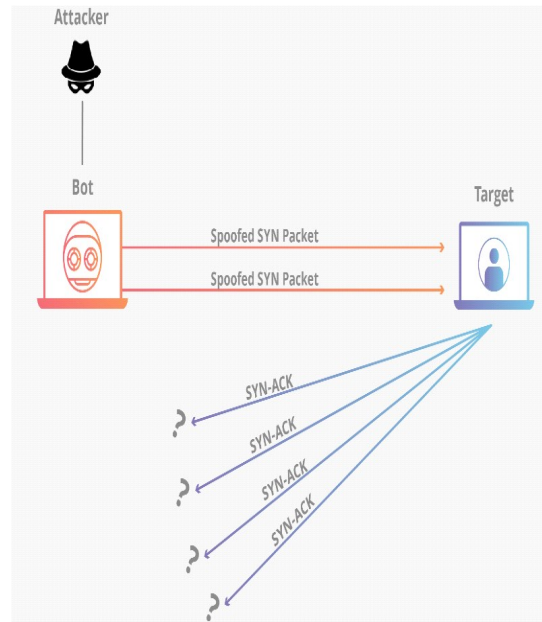 Attacker
Bot
Target
Spoofed SYN Packet
Spoofed SYN Packet
SYN-ACK
?
SYN-ACK
?
SYN-ACK
?
SYN-ACK
?